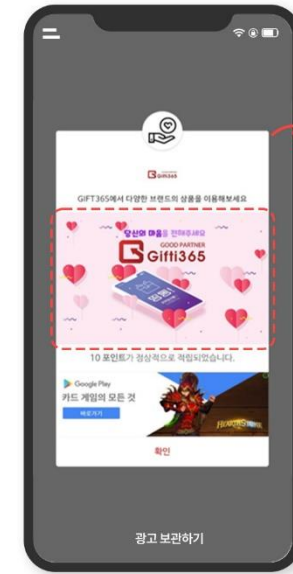 Gifti365
GIFT365에서 다양한 브랜드의 상품을 이용해보세요
당신의 마음을 전해주세요
GOOD PARTNER
Gifti365
10 포인트가 정상적으로 적립되었습니다.
Google Play
카드 게임의 모든 것
바로가기
HEARTHSTONE
확인
광고 보관하기